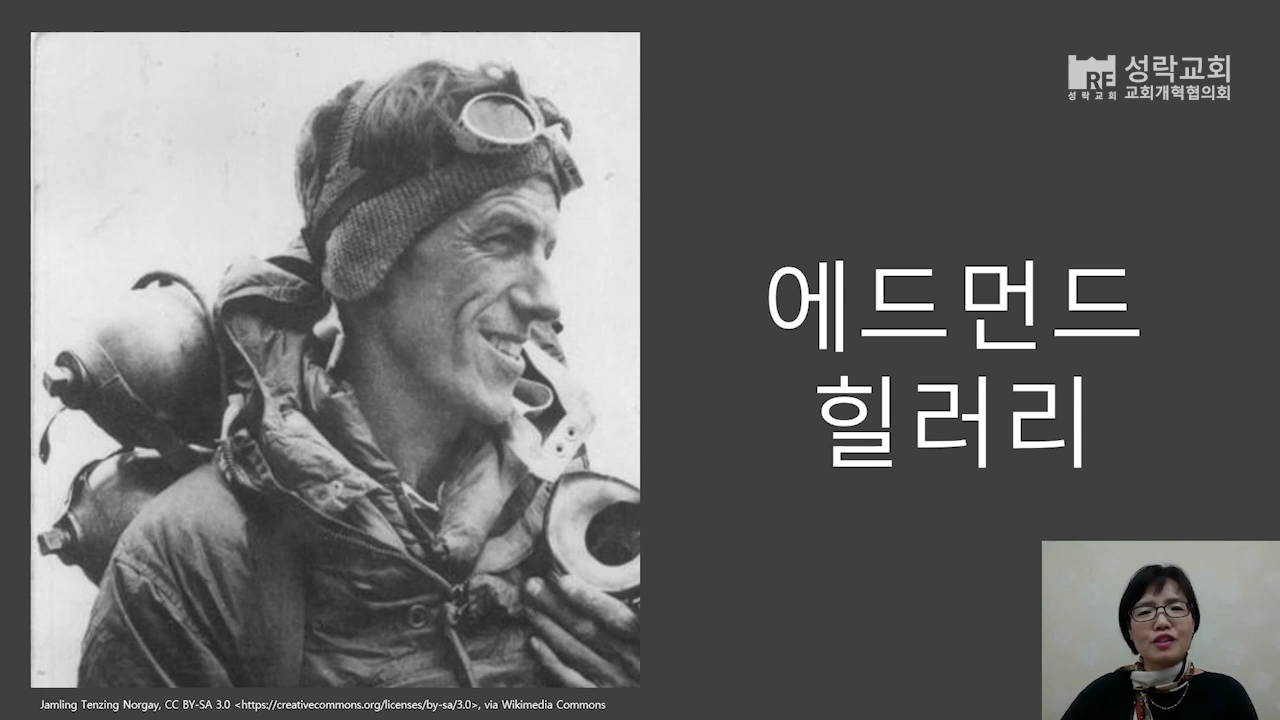 RE
성락교회
성락교회
교회개혁협의회
에드먼드
힐러리
Jamling Tenzing Norgay, CC BY-SA 3.0 <https://creativecommons.org/licenses/by-sa/3.0>, via Wikimedia Commons